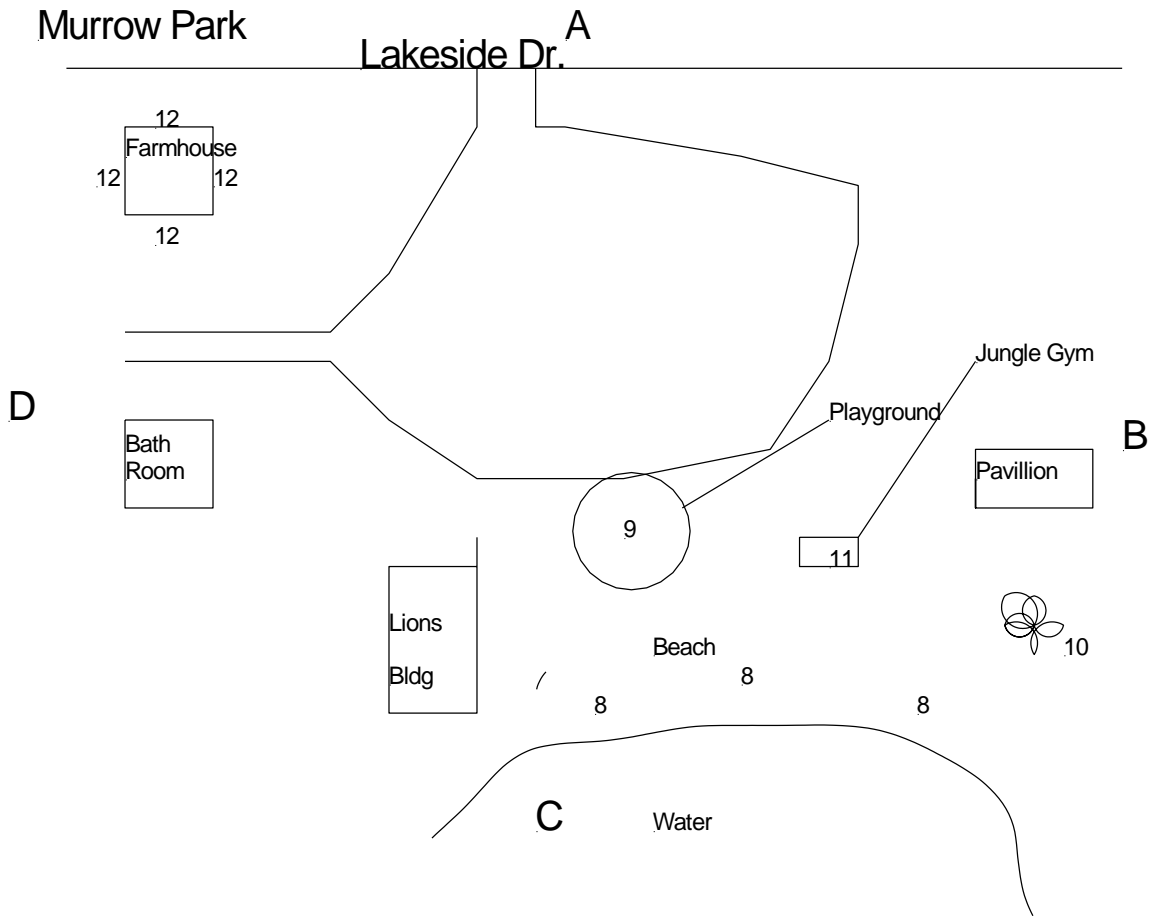 Murrow Park
A
Lakeside Dr.
12
Farmhouse
12
12
12
Jungle Gym
D
Playground
B
Bath
Room
Pavillion
9
11
Lions
Beach
10
Bldg
8
8
8
C
Water